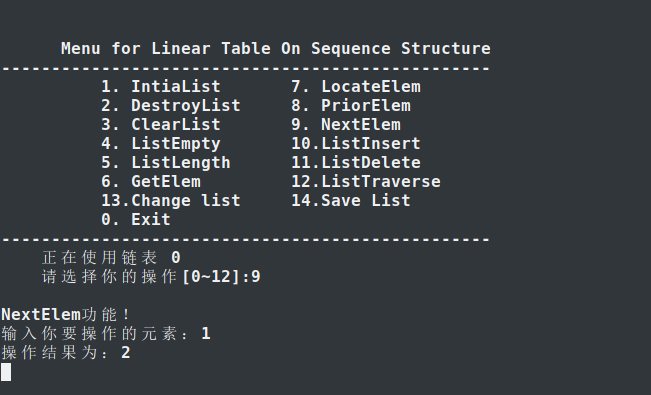 Menu for Linear Table On Sequence Structure
-------------------------------------------------
1. IntiaList 7. LocateElem
2. DestroyList 8. PriorElem
3. ClearList 9. NextElem
4. ListEmpty 10.ListInsert
5. ListLength 11.ListDelete
6. GetElem 12.ListTraverse
13.Change list 14.Save List
0. Exit
-------------------------------------------------
正在使用链表 0
请选择你的操作[0~12]:9
NextElem功能！
输入你要操作的元素：1
操作结果为：2